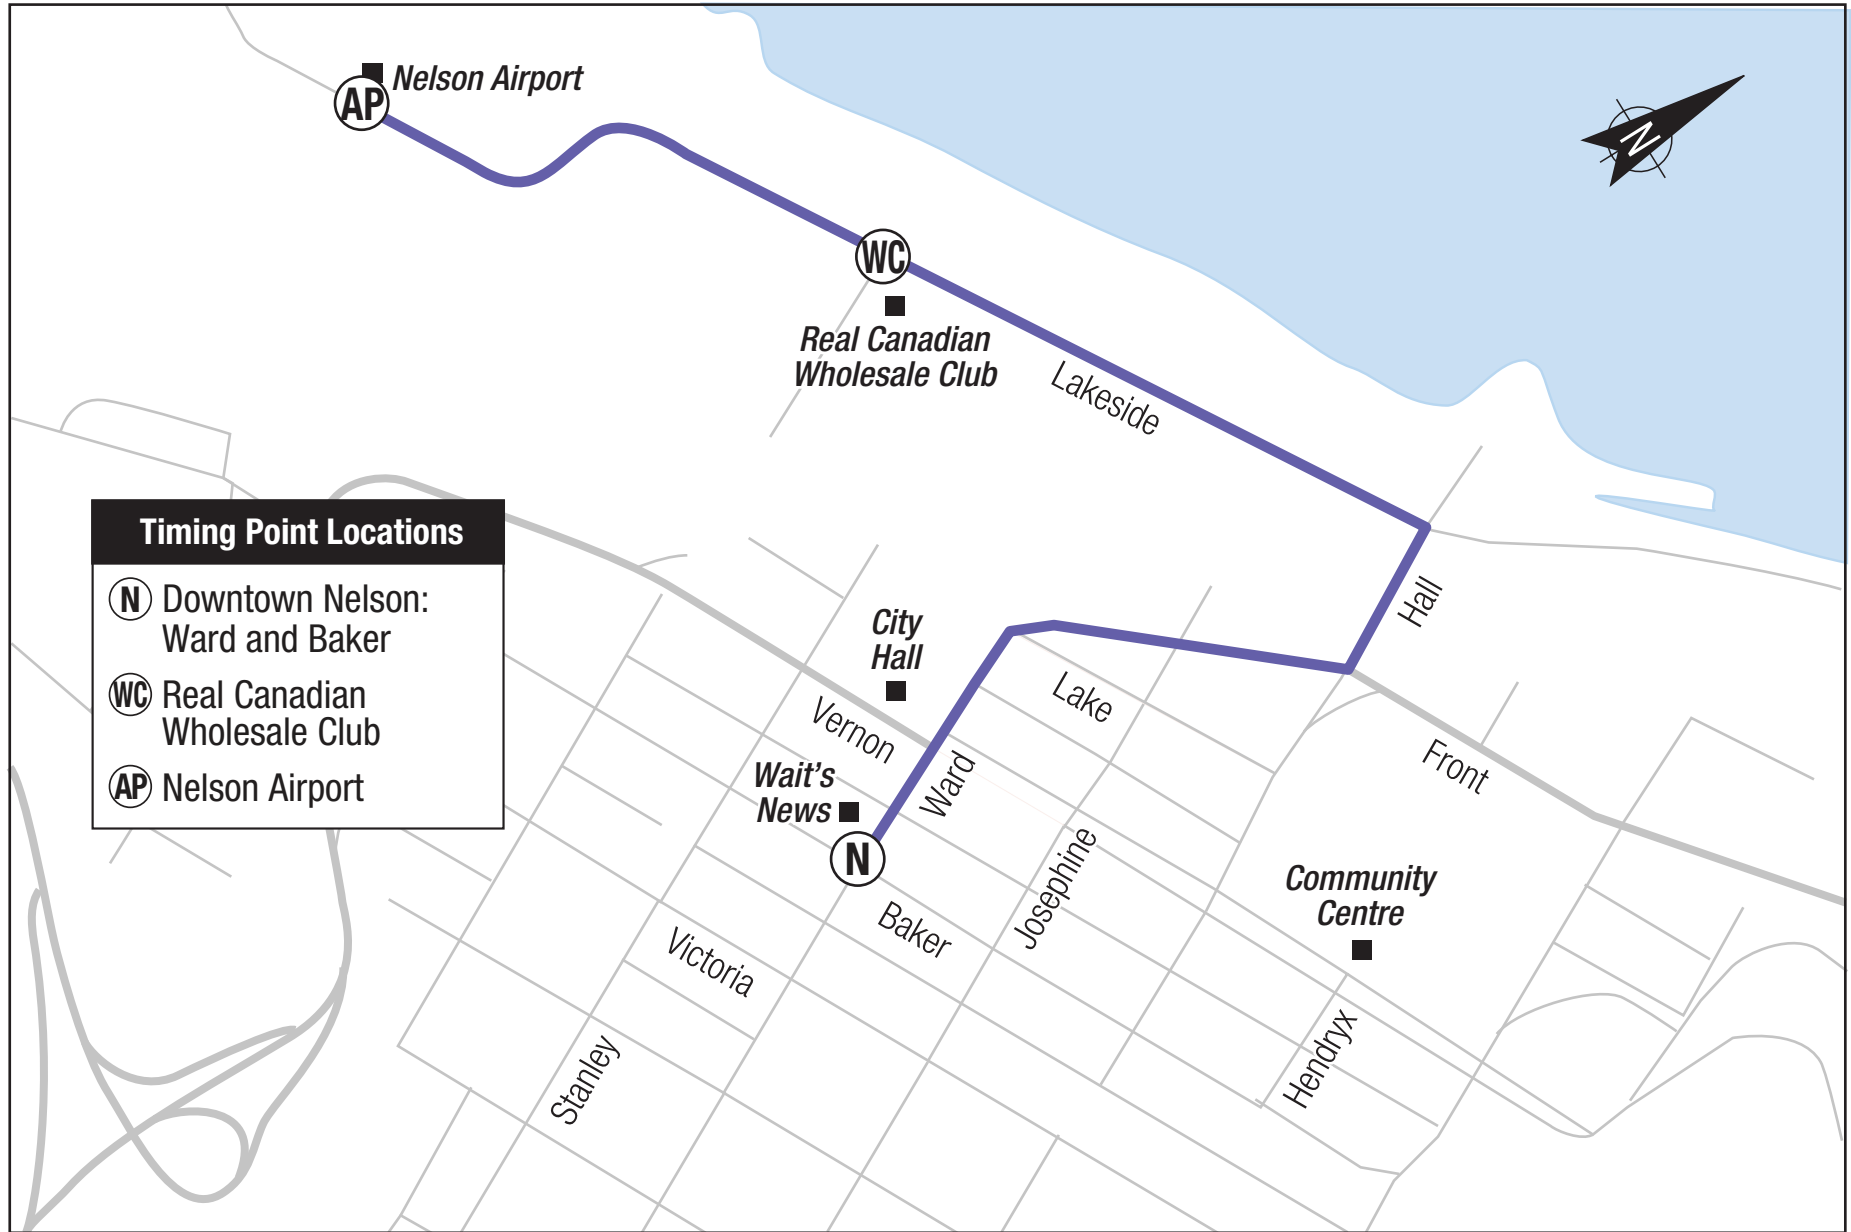 Nelson Airport
AP
N
WC
Real Canadian
Wholesale Club
Lakeside
Timing Point Locations
N Downtown Nelson:
Ward and Baker
WC Real Canadian
Wholesale Club
AP Nelson Airport
Hall
City
Hall
Lake
Vernon
Front
Ward
Wait's
News
N
Josephine
Community
Centre
Baker
Victoria
Stanley
Hendryx